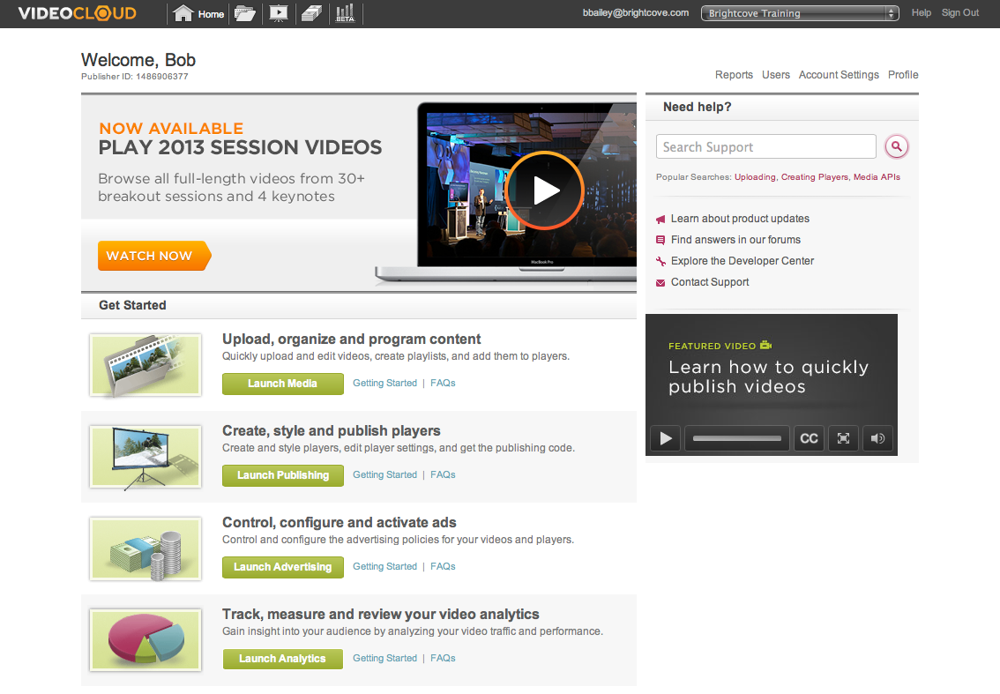 VIDEOCLOUD
Home
BETA
bbailey@brightcove.com
Brightcove Training
Help
Sign Out
Welcome, Bob
Publisher ID: 1486906377
Reports Users Account Settings Profile
NOW AVAILABLE
PLAY 2013 SESSION VIDEOS
Browse all full-length videos from 30+
breakout sessions and 4 keynotes
WATCH NOW
MacBook Pro
Need help?
Search Support
Popular Searches: Uploading, Creating Players, Media APIs
Learn about product updates
Find answers in our forums
Explore the Developer Center
Contact Support
FEATURED VIDEO
Learn how to quickly
publish videos
CC
Get Started
Upload, organize and program content
Quickly upload and edit videos, create playlists, and add them to players.
Launch Media Getting Started | FAQs
Create, style and publish players
Create and style players, edit player settings, and get the publishing code.
Launch Publishing Getting Started | FAQs
Control, configure and activate ads
Control and configure the advertising policies for your videos and players.
Launch Advertising Getting Started | FAQs
Track, measure and review your video analytics
Gain insight into your audience by analyzing your video traffic and performance.
Launch Analytics Getting Started | FAQs